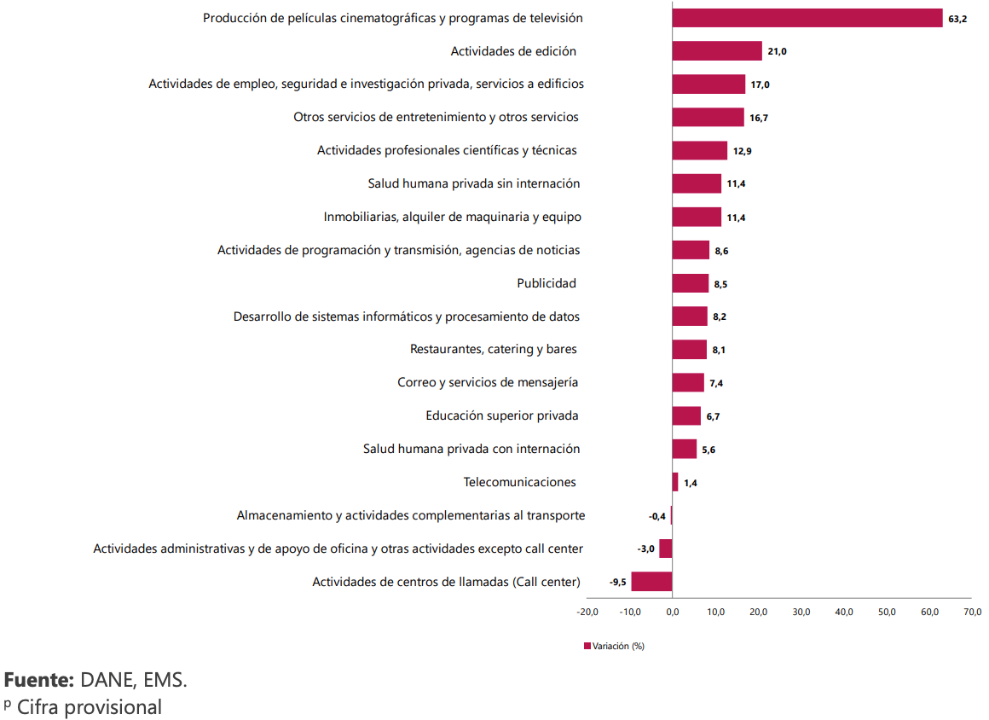 Producción de películas cinematográficas y programas de televisión 63,2
Actividades de edición 21,0
Actividades de empleo, seguridad e investigación privada, servicios a edificios 17,0
Otros servicios de entretenimiento y otros servicios 16,7
Actividades profesionales científicas y técnicas 12,9
Salud humana privada sin internación 11,4
Inmobiliarias, alquiler de maquinaria y equipo 11,4
Actividades de programación y transmisión, agencias de noticias 8,6
Publicidad 8,5
Desarrollo de sistemas informáticos y procesamiento de datos 8,2
Restaurantes, catering y bares 8,1
Correo y servicios de mensajería 7,4
Educación superior privada 6,7
Salud humana privada con internación 5,6
Telecomunicaciones 1,4
Almacenamiento y actividades complementarias al transporte -0,4
Actividades administrativas y de apoyo de oficina y otras actividades excepto call center -3,0
Actividades de centros de llamadas (Call center) -9,5
-20,0 -10,0 0,0 10,0 20,0 30,0 40,0 50,0 60,0 70,0
Variación (%)
Fuente: DANE, EMS.
ᵖ Cifra provisional